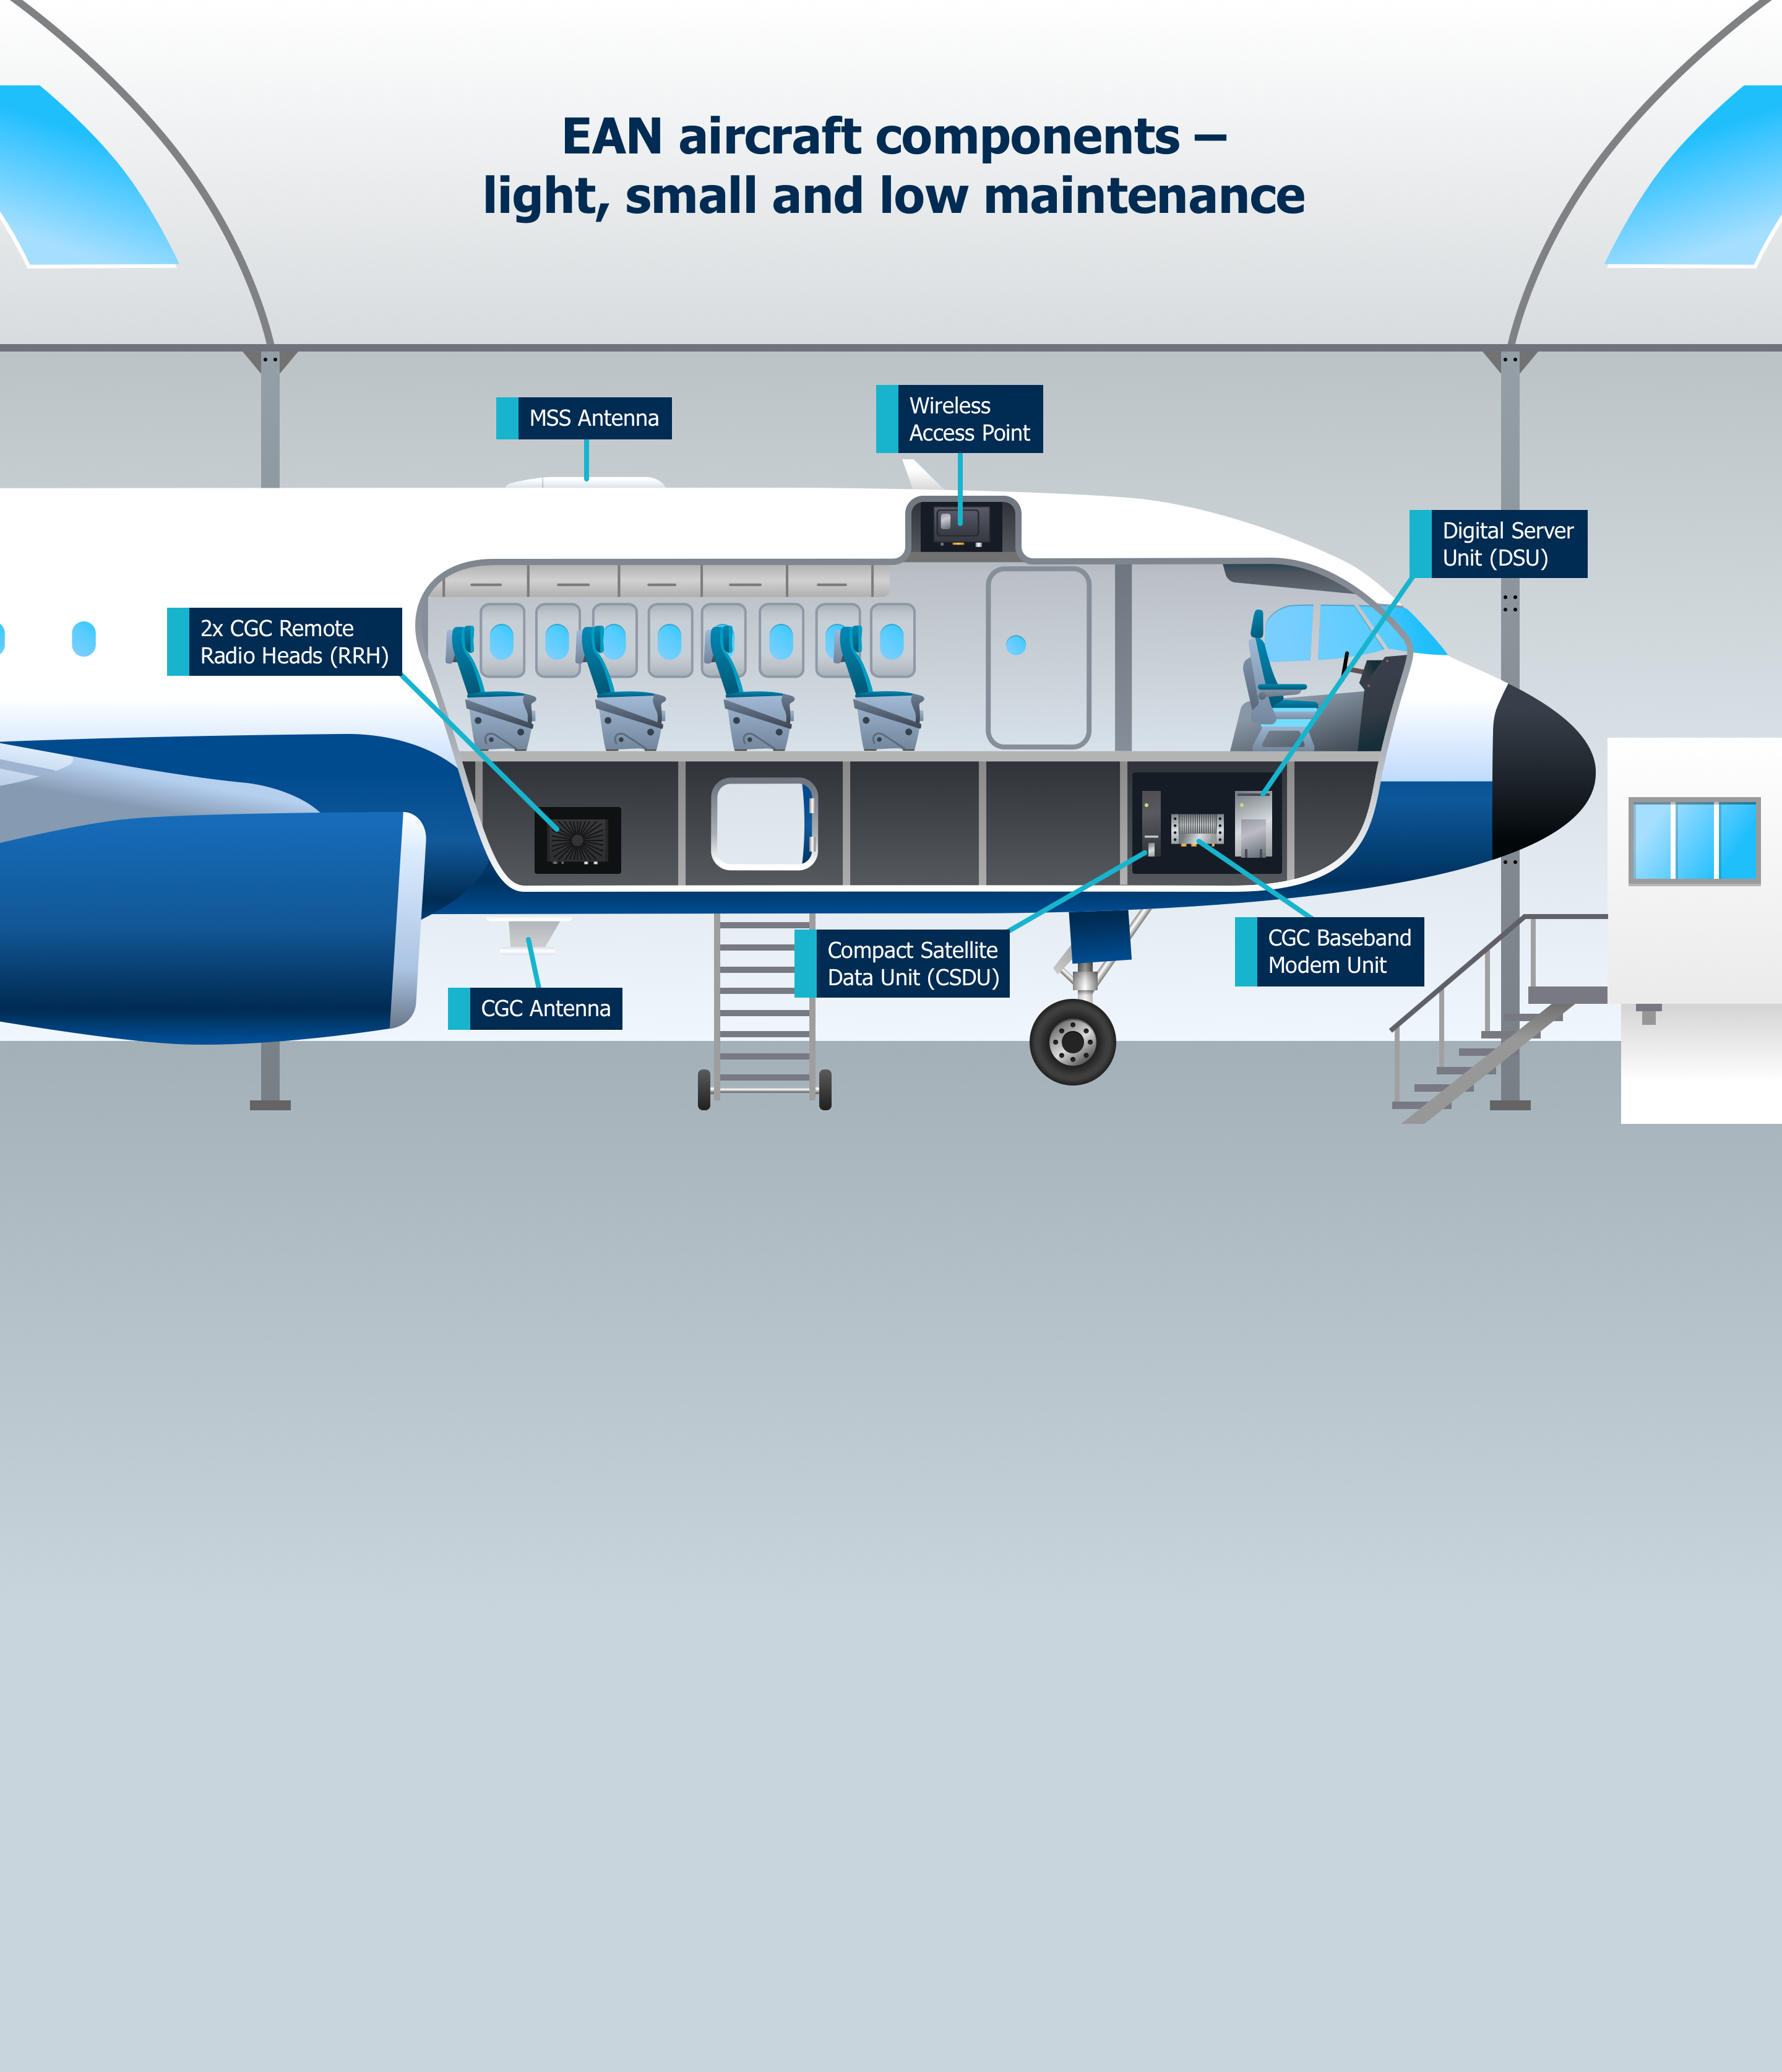 EAN aircraft components –
light, small and low maintenance
MSS Antenna
Wireless
Access Point
Digital Server
Unit (DSU)
2x CGC Remote
Radio Heads (RRH)
Compact Satellite
Data Unit (CSDU)
CGC Baseband
Modem Unit
CGC Antenna